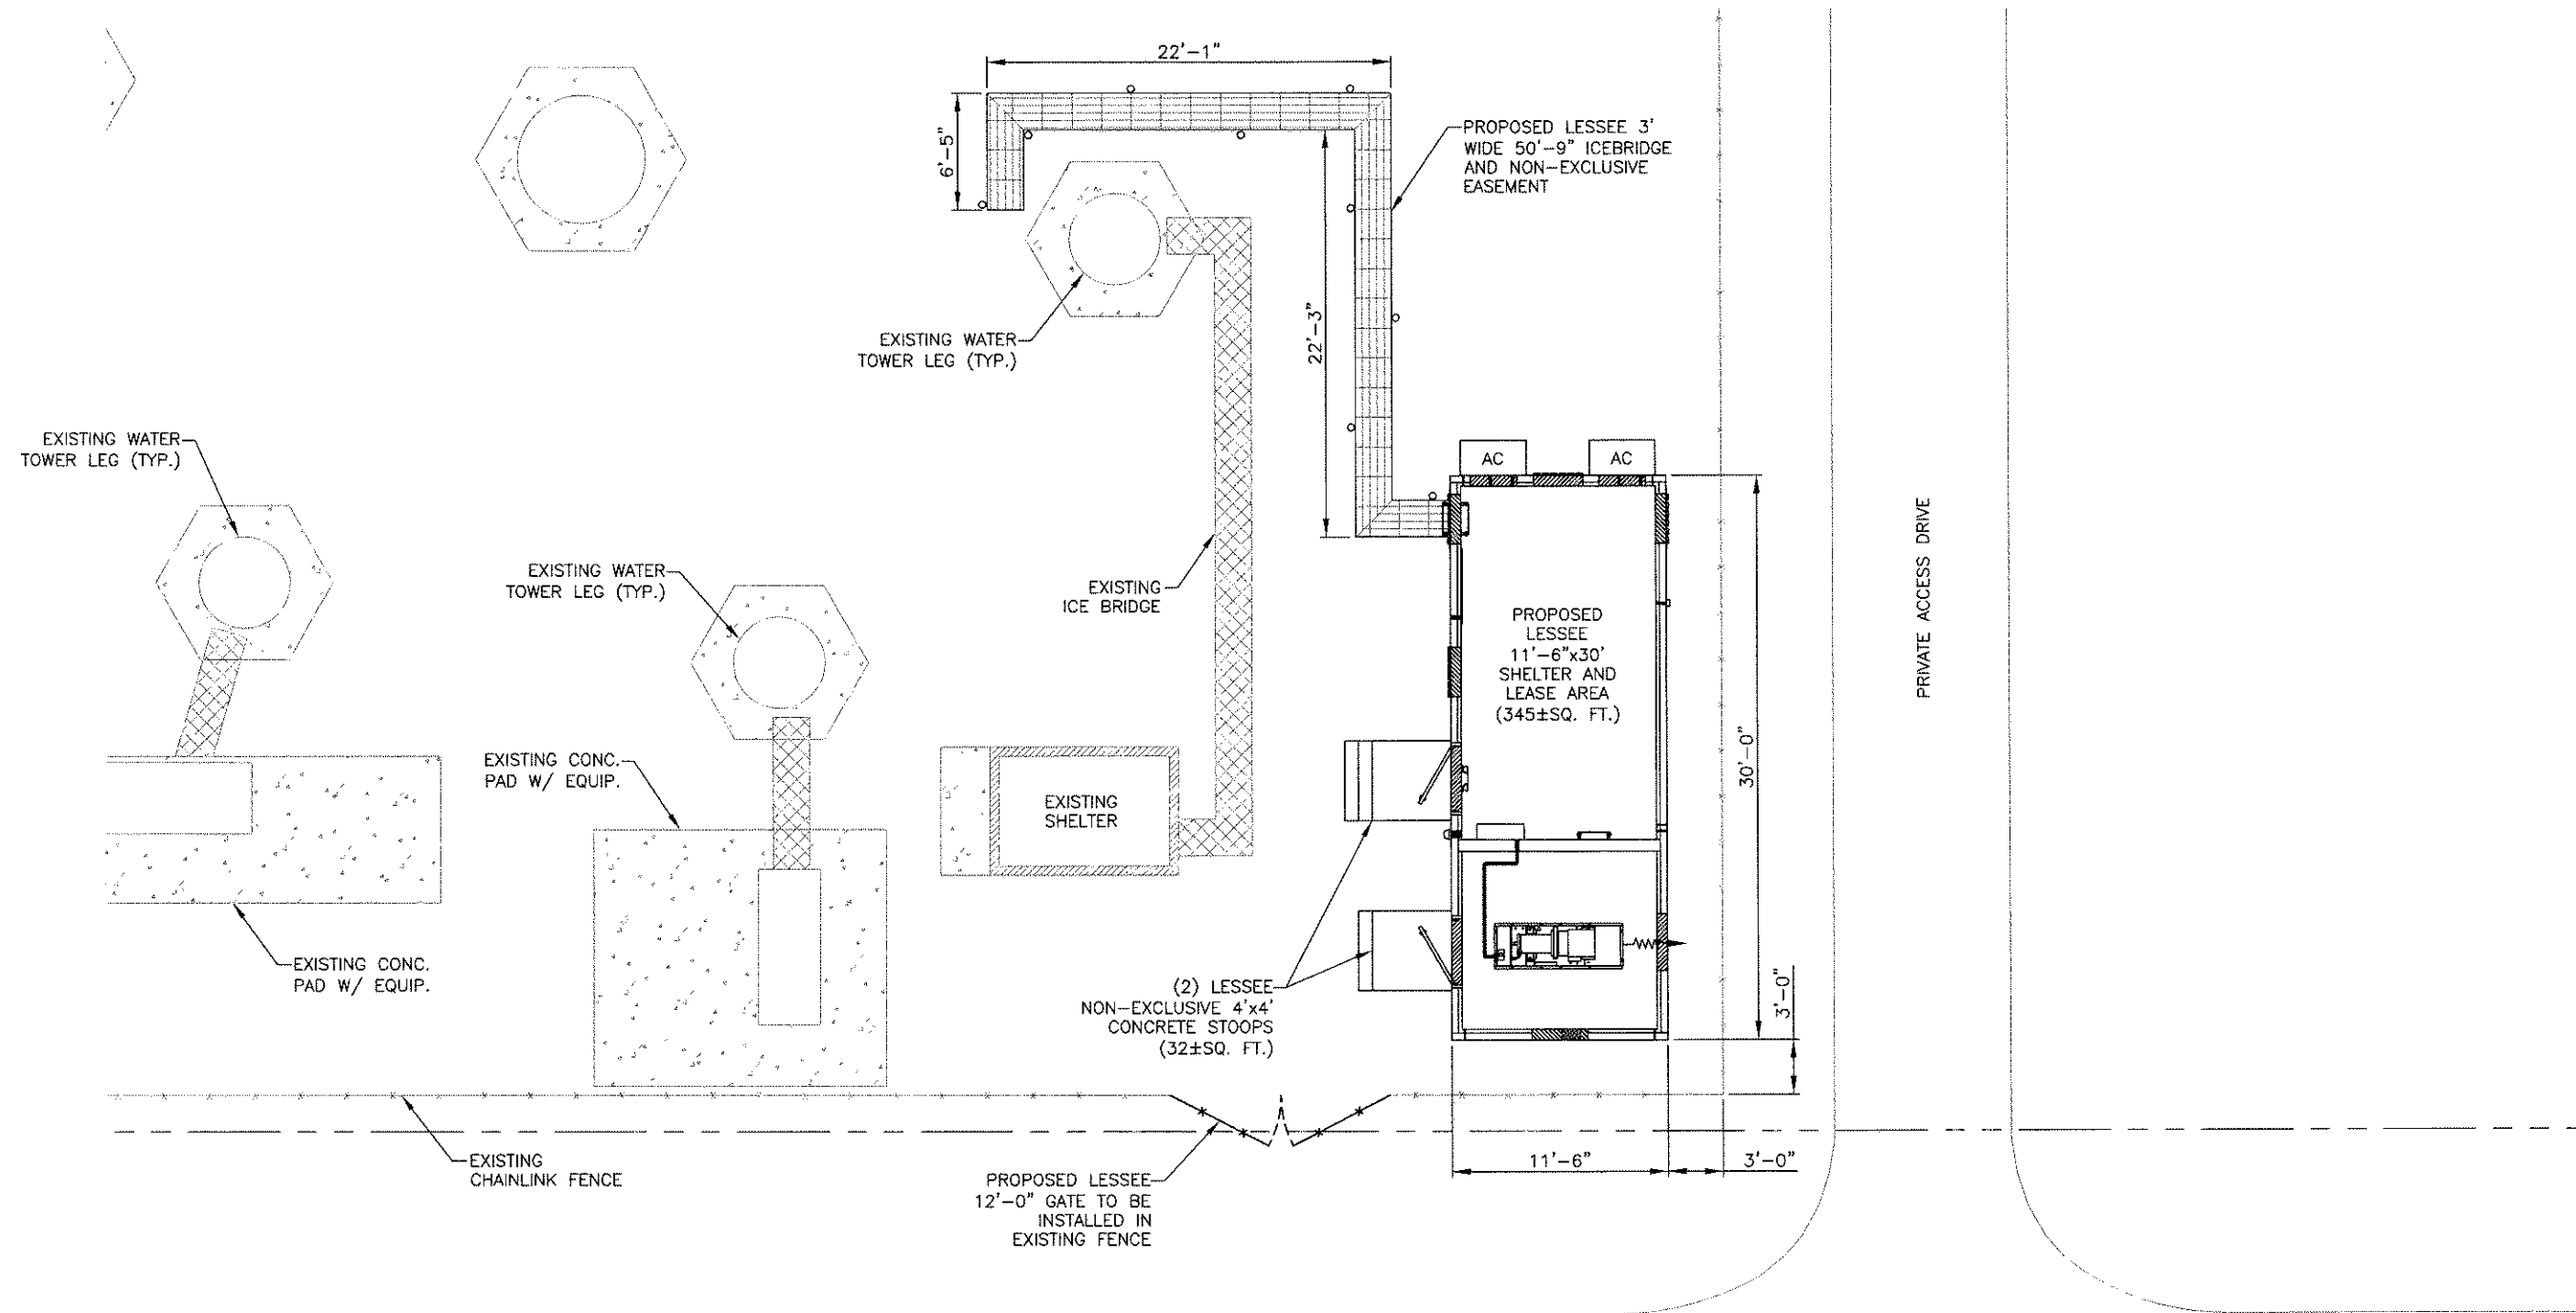 22'-1"
6'-5"
PROPOSED LESSEE 3'
WIDE 50'-9" ICEBRIDGE
AND NON-EXCLUSIVE
EASEMENT
22'-3"
EXISTING WATER
TOWER LEG (TYP.)
EXISTING WATER
TOWER LEG (TYP.)
AC
AC
EXISTING WATER
TOWER LEG (TYP.)
EXISTING
ICE BRIDGE
PROPOSED
LESSEE
11'-6"x30'
SHELTER AND
LEASE AREA
(345±SQ. FT.)
PRIVATE ACCESS DRIVE
30'-0"
EXISTING CONC.
PAD W/ EQUIP.
EXISTING
SHELTER
EXISTING CONC.
PAD W/ EQUIP.
(2) LESSEE
NON-EXCLUSIVE 4'x4'
CONCRETE STOOPS
(32±SQ. FT.)
3'-0"
EXISTING
CHAINLINK FENCE
PROPOSED LESSEE
12'-0" GATE TO BE
INSTALLED IN
EXISTING FENCE
11'-6"
3'-0"